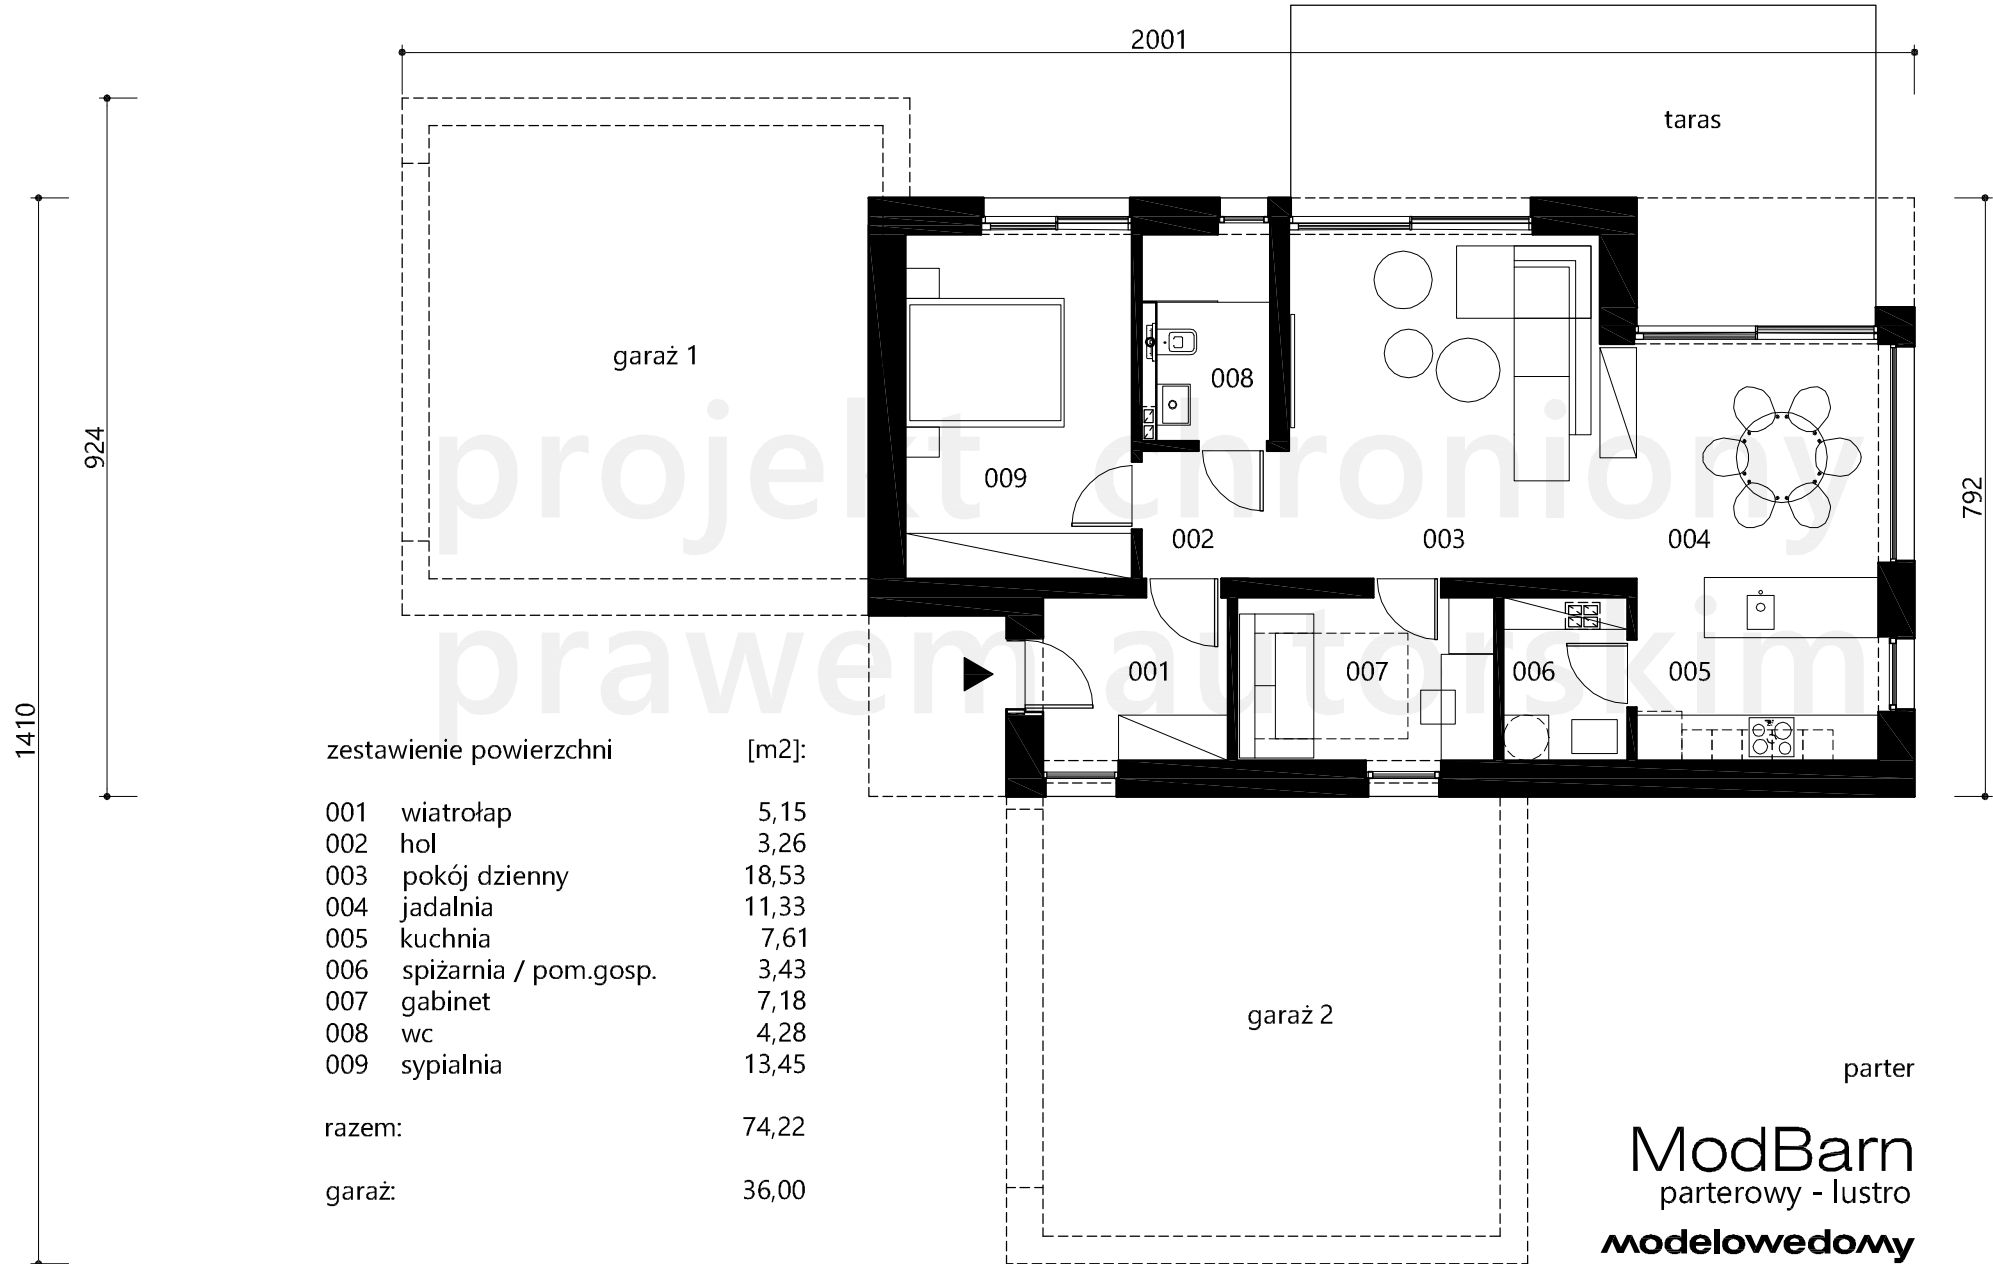 2001
taras
924
garaż 1
008
009
projekt chroniony
792
002
003
004
prawem autorskim
001
007
006
005
1410
zestawienie powierzchni [m2]:
001 wiatrołap 5,15
002 hol 3,26
003 pokój dzienny 18,53
004 jadalnia 11,33
005 kuchnia 7,61
006 spiżarnia / pom.gosp. 3,43
007 gabinet 7,18
008 wc 4,28
009 sypialnia 13,45
razem: 74,22
garaż: 36,00
garaż 2
parter
ModBarn
parterowy - lustro
modelowedomy